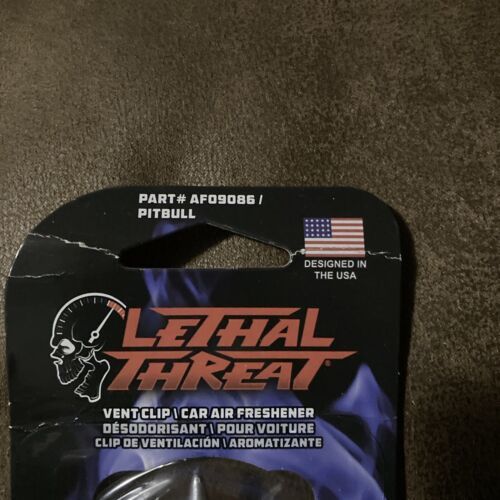 PART# AF09086 /
PITBULL
DESIGNED IN
THE USA
LETHAL
THREAT®
VENT CLIP \ CAR AIR FRESHENER
DÉSODORISANT \ POUR VOITURE
CLIP DE VENTILACIÓN \ AROMATIZANTE